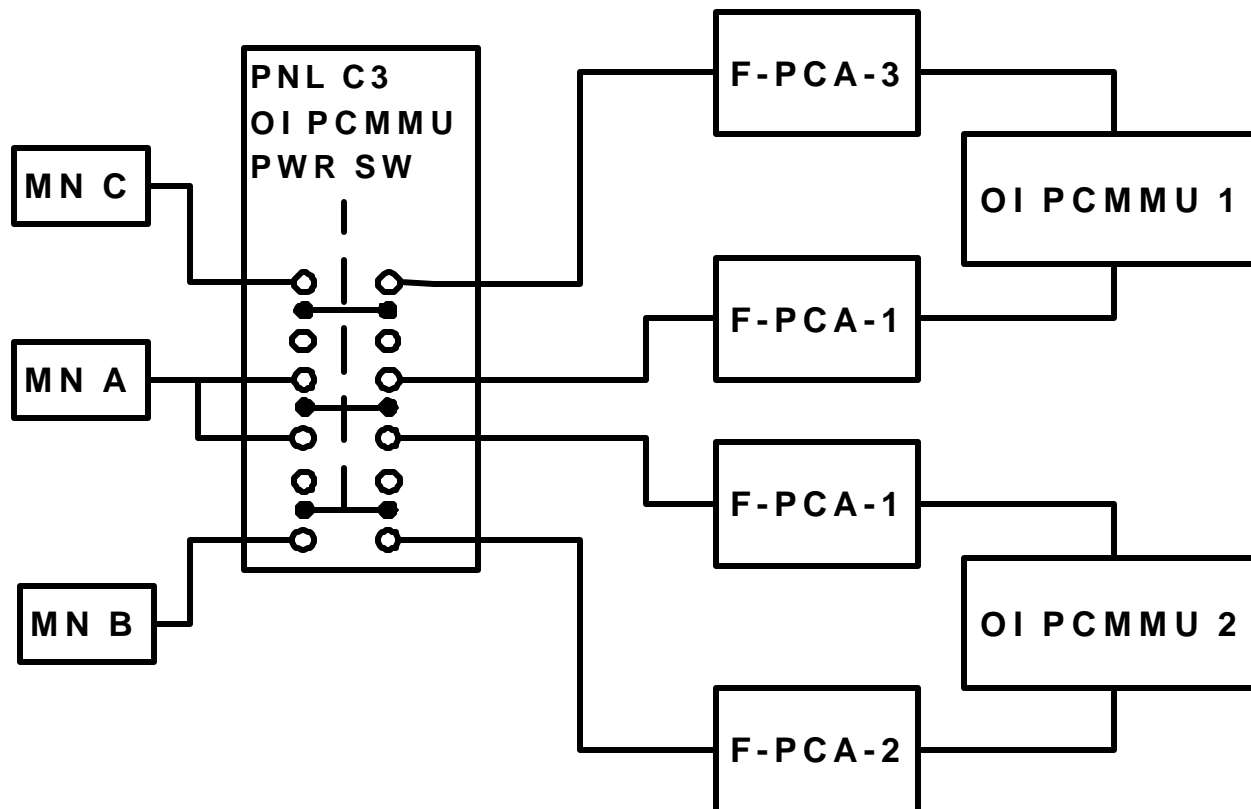 PNL C3
OI PCMMU
PWR SW
MN C
MN A
MN B
F-PCA-3
F-PCA-1
F-PCA-1
F-PCA-2
OI PCMMU 1
OI PCMMU 2